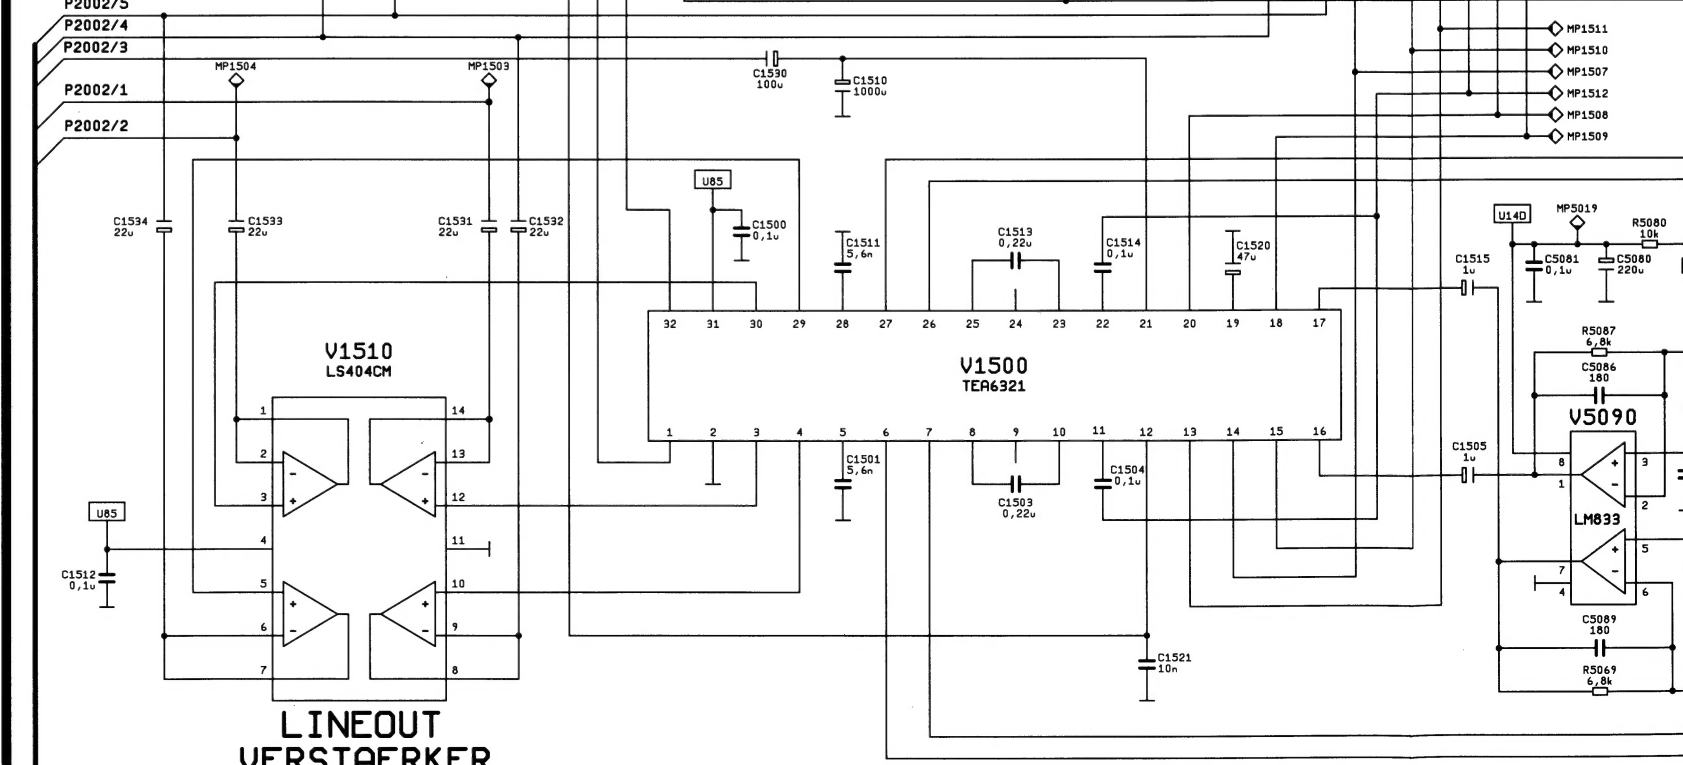 P2002/5
P2002/4
P2002/3
P2002/1
P2002/2
MP1504
MP1503
C1530
100u
C1510
1000u
MP1511
MP1510
MP1507
MP1512
MP1508
MP1509
C1534
22u
C1533
22u
C1531
22u
C1532
22u
U85
C1500
0,1u
C1511
5,6n
C1513
0,22u
C1514
0,1u
C1520
47u
C1515
1u
U14D
MP5019
R5080
10k
C5081
0,1u
C5080
220u
32 31 30 29 28 27 26 25 24 23 22 21 20 19 18 17
V1500
TEA6321
1 2 3 4 5 6 7 8 9 10 11 12 13 14 15 16
V1510
LS404CM
1 14
2 13
3 12
4 11
5 10
6 9
7 8
- -
+ +
+ +
- -
U85
C1512
0,1u
C1501
5,6n
C1503
0,22u
C1504
0,1u
C1505
1u
C1521
10n
R5087
6,8k
C5086
180
V5090
8 3
1
2
+
-
LM833
5
7
4 6
+
-
C5089
180
R5069
6,8k
LINEOUT
VERSTAERKER